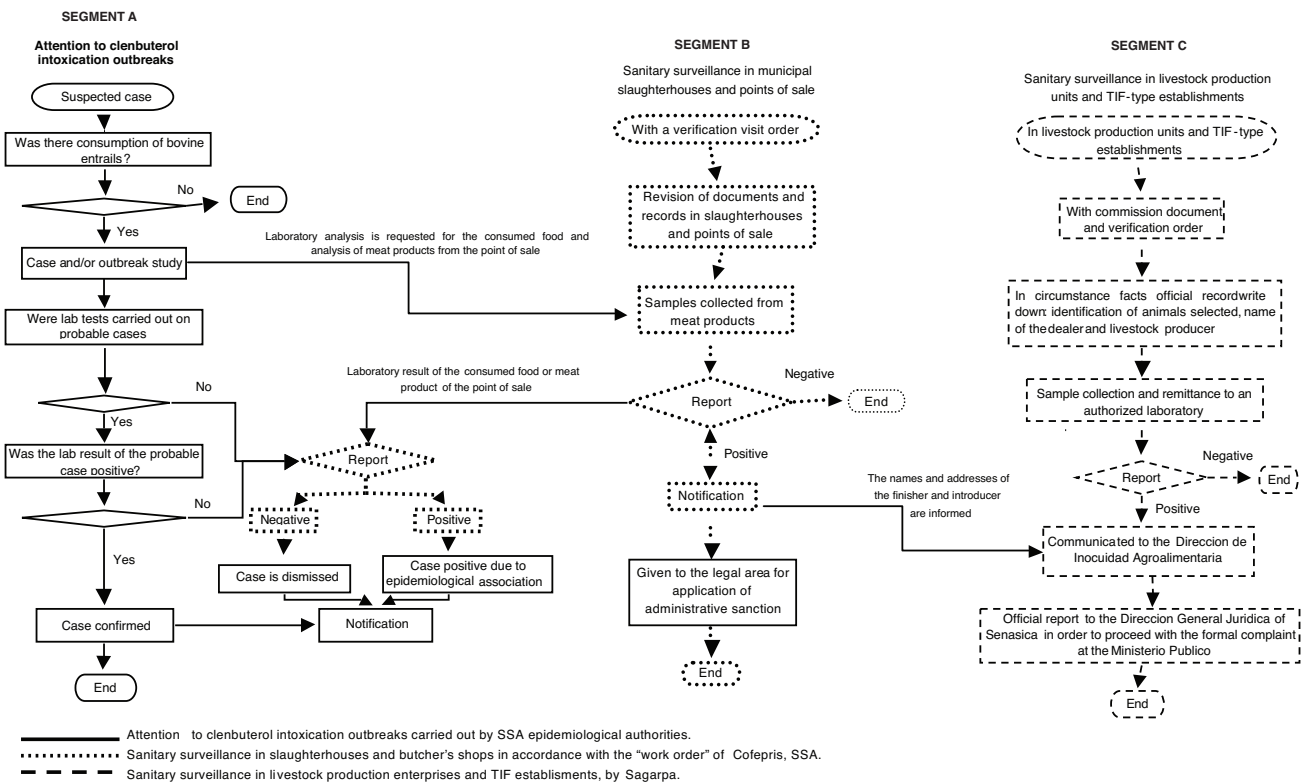 SEGMENT A
Attention to clenbuterol
intoxication outbreaks
Suspected case
Was there consumption of bovine
entrails?
No
End
Yes
Case and/or outbreak study
Laboratory analysis is requested for the consumed food and
analysis of meat products from the point of sale
Were lab tests carried out on
probable cases
No
Yes
Was the lab result of the probable
case positive?
No
Yes
Laboratory result of the consumed food or meat
product of the point of sale
Report
Negative
Positive
Case is dismissed
Case positive due to
epidemiological association
Case confirmed
Notification
End
SEGMENT B
Sanitary surveillance in municipal
slaughterhouses and points of sale
With a verification visit order
Revision of documents and
records in slaughterhouses
and points of sale
Samples collected from
meat products
Report
Negative
End
Positive
Notification
The names and addresses of
the finisher and introducer
are informed
Given to the legal area for
application of
administrative sanction
End
SEGMENT C
Sanitary surveillance in livestock production
units and TIF-type establishments
In livestock production units and TIF-type
establishments
With commission document
and verification order
In circumstance facts official recordwrite
down: identification of animals selected, name
of the dealer and livestock producer
Sample collection and remittance to an
authorized laboratory
Report
Negative
End
Positive
Communicated to the Direccion de
Inocuidad Agroalimentaria
Official report to the Direccion General Juridica of
Senasica in order to proceed with the formal complaint
at the Ministerio Publico
End
Attention to clenbuterol intoxication outbreaks carried out by SSA epidemiological authorities.
Sanitary surveillance in slaughterhouses and butcher's shops in accordance with the “work order” of Cofepris, SSA.
Sanitary surveillance in livestock production enterprises and TIF establisments, by Sagarpa.